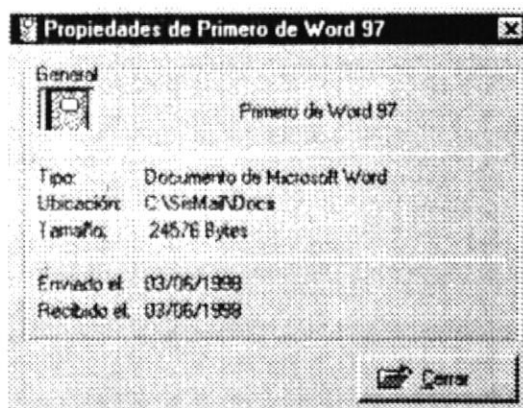 Propiedades de Primero de Word 97
General
Primero de Word 97
Tipo: Documento de Microsoft Word
Ubicación: C:\SisMail\Docs
Tamaño: 24576 Bytes
Enviado el: 03/06/1998
Recibido el: 03/06/1998
Cerrar